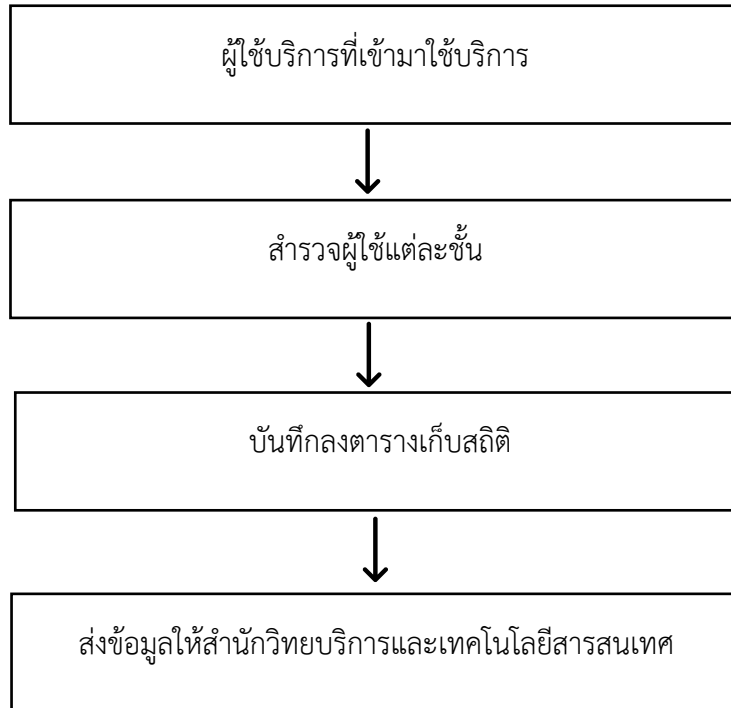 ผู้ใช้บริการที่เข้ามาใช้บริการ
สำรวจผู้ใช้แต่ละชั้น
บันทึกลงตารางเก็บสถิติ
ส่งข้อมูลให้สำนักวิทยบริการและเทคโนโลยีสารสนเทศ